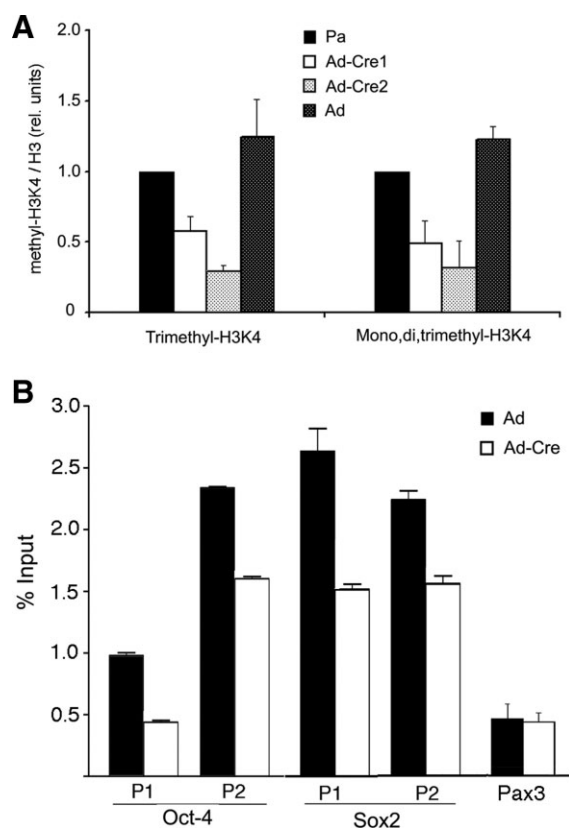 A
methyl-H3K4 / H3 (rel. units)
2.0
1.5
1.0
0.5
0
Pa
Ad-Cre1
Ad-Cre2
Ad
Trimethyl-H3K4
Mono,di,trimethyl-H3K4
B
% Input
3.0
2.5
2.0
1.5
1.0
0.5
Ad
Ad-Cre
P1
P2
P1
P2
Pax3
Oct-4
Sox2